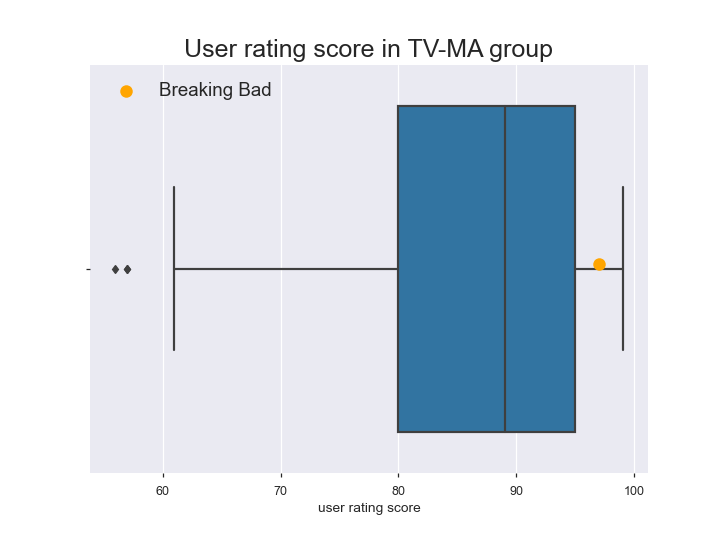 User rating score in TV-MA group
Breaking Bad
60 70 80 90 100
user rating score